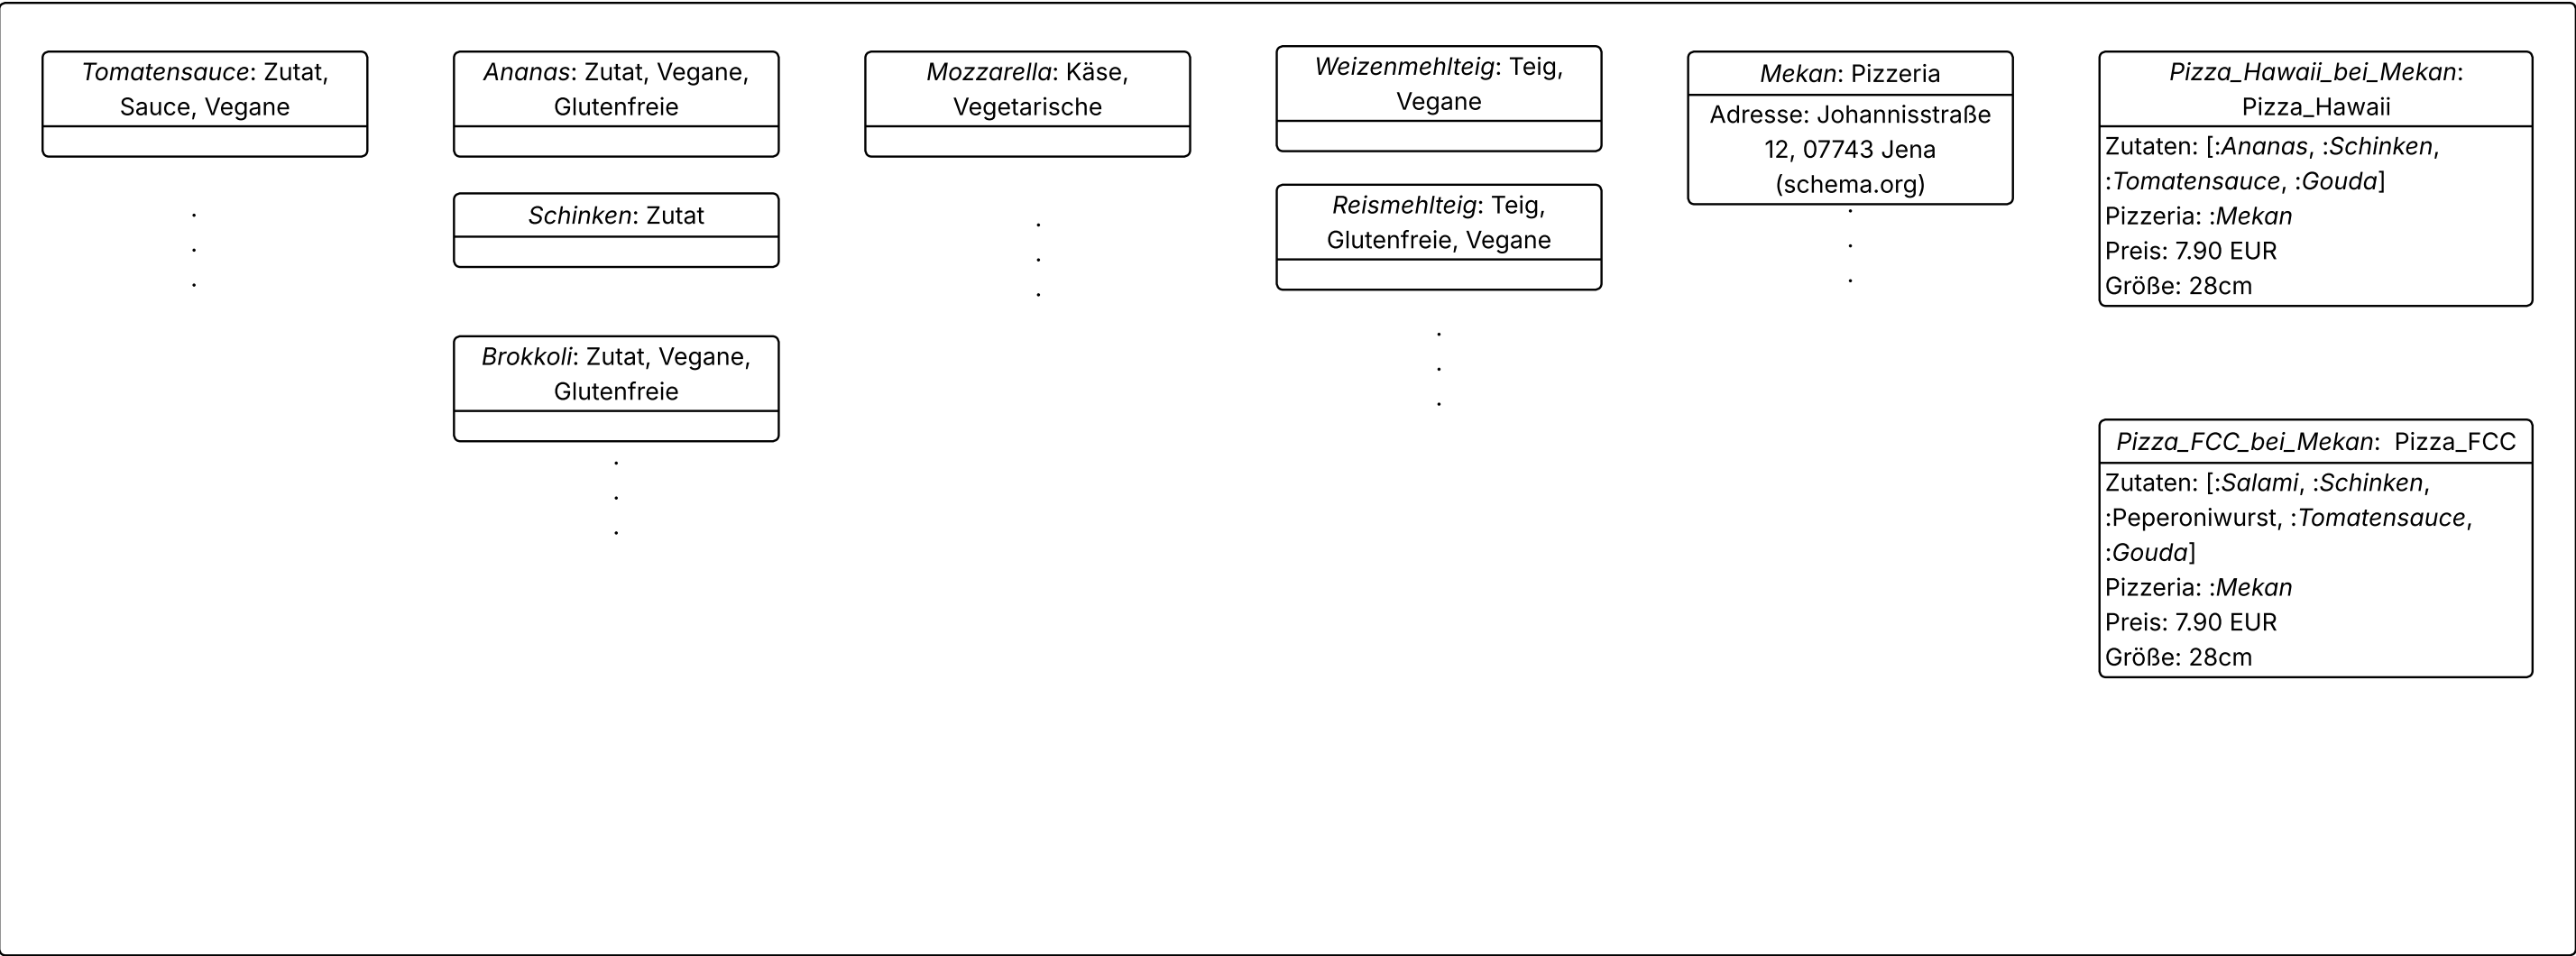 Tomatensauce: Zutat,
Sauce, Vegane
Ananas: Zutat, Vegane,
Glutenfreie
Schinken: Zutat
Brokkoli: Zutat, Vegane,
Glutenfreie
Mozzarella: Käse,
Vegetarische
Weizenmehlteig: Teig,
Vegane
Reismehlteig: Teig,
Glutenfreie, Vegane
Mekan: Pizzeria
Adresse: Johannisstraße
12, 07743 Jena
(schema.org)
Pizza_Hawaii_bei_Mekan:
Pizza_Hawaii
Zutaten: [:Ananas, :Schinken,
:Tomatensauce, :Gouda]
Pizzeria: :Mekan
Preis: 7.90 EUR
Größe: 28cm
Pizza_FCC_bei_Mekan: Pizza_FCC
Zutaten: [:Salami, :Schinken,
:Peperoniwurst, :Tomatensauce,
:Gouda]
Pizzeria: :Mekan
Preis: 7.90 EUR
Größe: 28cm